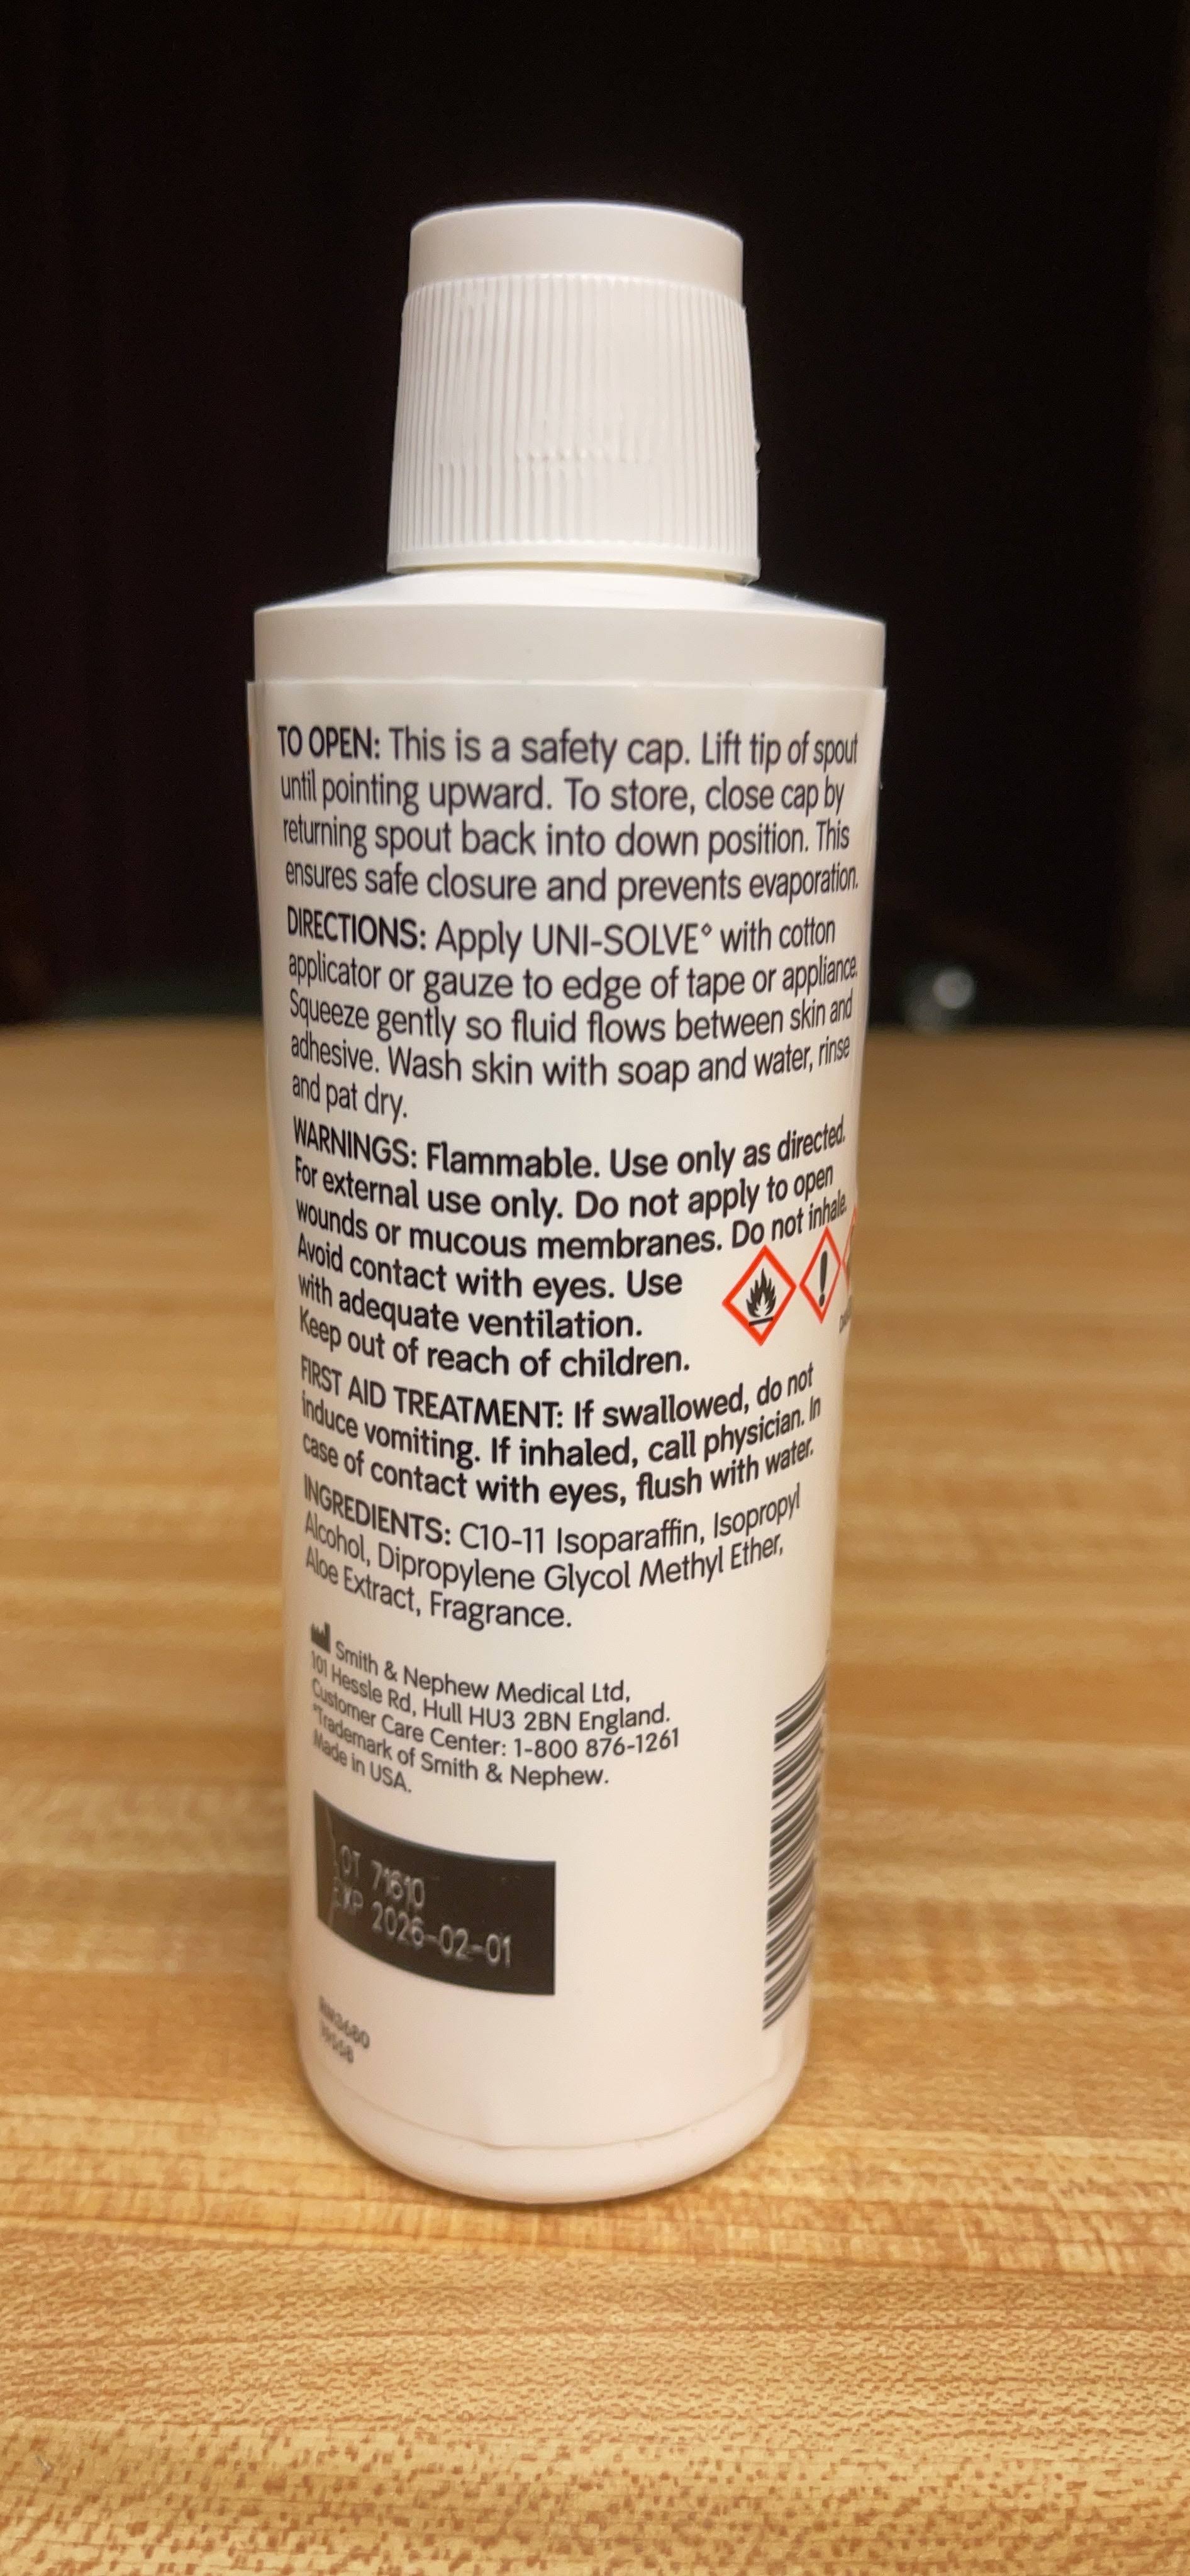 TO OPEN: This is a safety cap. Lift tip of spout
until pointing upward. To store, close cap by
returning spout back into down position. This
ensures safe closure and prevents evaporation.
DIRECTIONS: Apply UNI-SOLVE° with cotton
applicator or gauze to edge of tape or appliance.
Squeeze gently so fluid flows between skin and
adhesive. Wash skin with soap and water, rinse
and pat dry.
WARNINGS: Flammable. Use only as directed.
For external use only. Do not apply to open
wounds or mucous membranes. Do not inhale.
Avoid contact with eyes. Use
with adequate ventilation.
Keep out of reach of children.
FIRST AID TREATMENT: If swallowed, do not
induce vomiting. If inhaled, call physician. In
case of contact with eyes, flush with water.
INGREDIENTS: C10-11 Isoparaffin, Isopropyl
Alcohol, Dipropylene Glycol Methyl Ether,
Aloe Extract, Fragrance.
Smith & Nephew Medical Ltd,
101 Hessle Rd, Hull HU3 2BN England.
Customer Care Center: 1-800 876-1261
°Trademark of Smith & Nephew.
Made in USA.
LOT 71610
EXP 2026-02-01